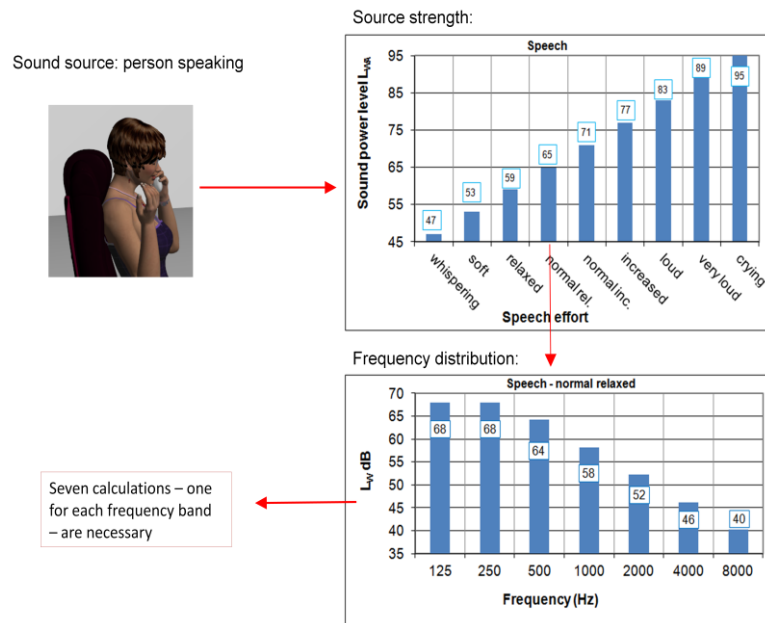 Source strength:
Sound source: person speaking
Speech
Sound power level LWA
95
85
75
65
55
45
47
53
59
65
71
77
83
89
95
whispering
soft
relaxed
normal rel.
normal inc.
increased
loud
very loud
crying
Speech effort
Frequency distribution:
Speech - normal relaxed
LW dB
70
65
60
55
50
45
40
35
68
68
64
58
52
46
40
125 250 500 1000 2000 4000 8000
Frequency (Hz)
Seven calculations – one
for each frequency band
– are necessary